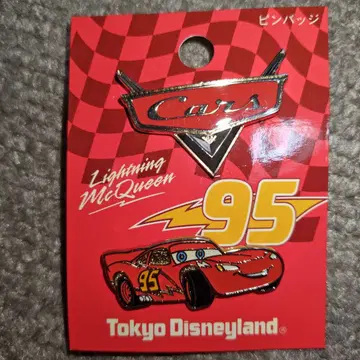 ピンバッジ
Cars
Lightning
McQueen
95
95
Tokyo Disneyland®